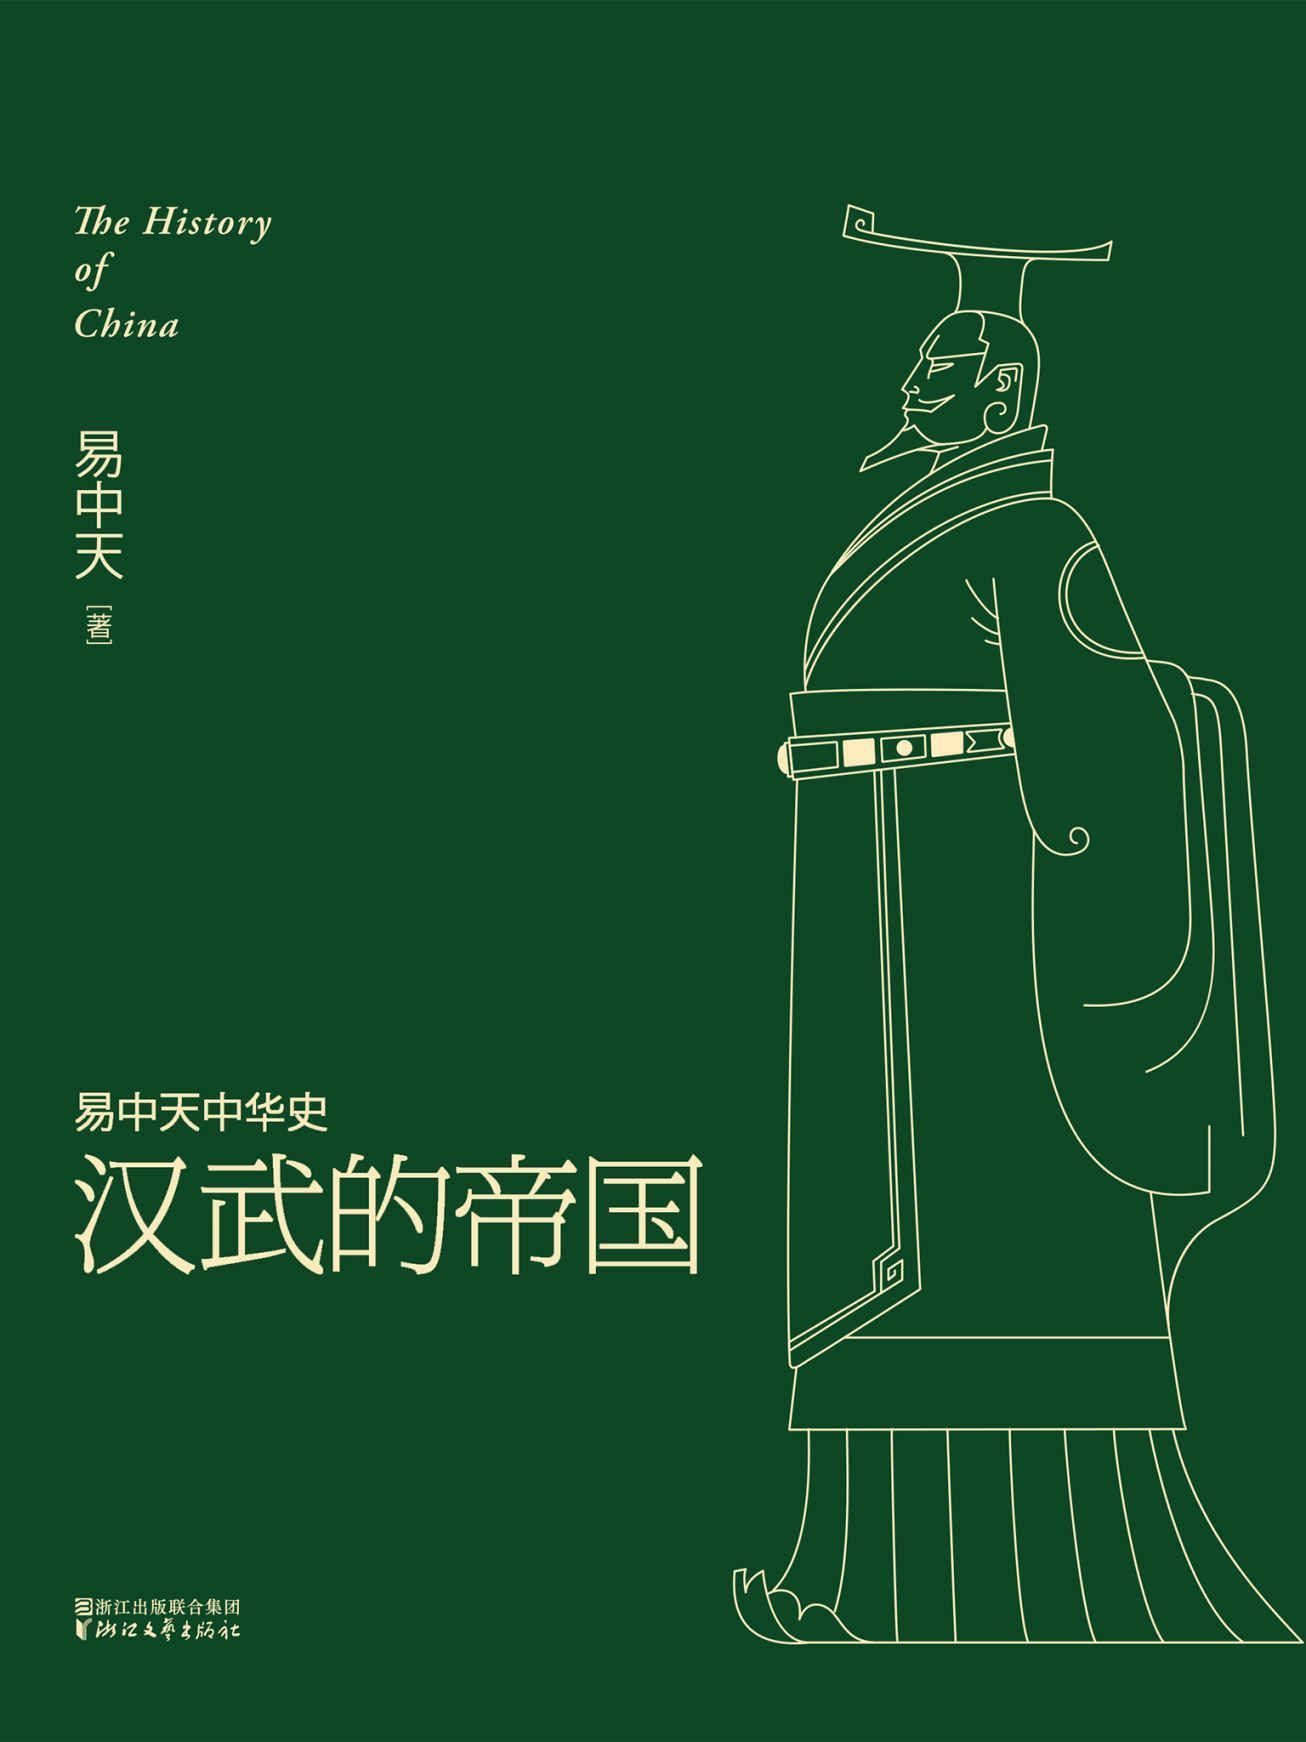 The History
of
China
易中天
[著]
易中天中华史
汉武的帝国
浙江出版联合集团
浙江文艺出版社